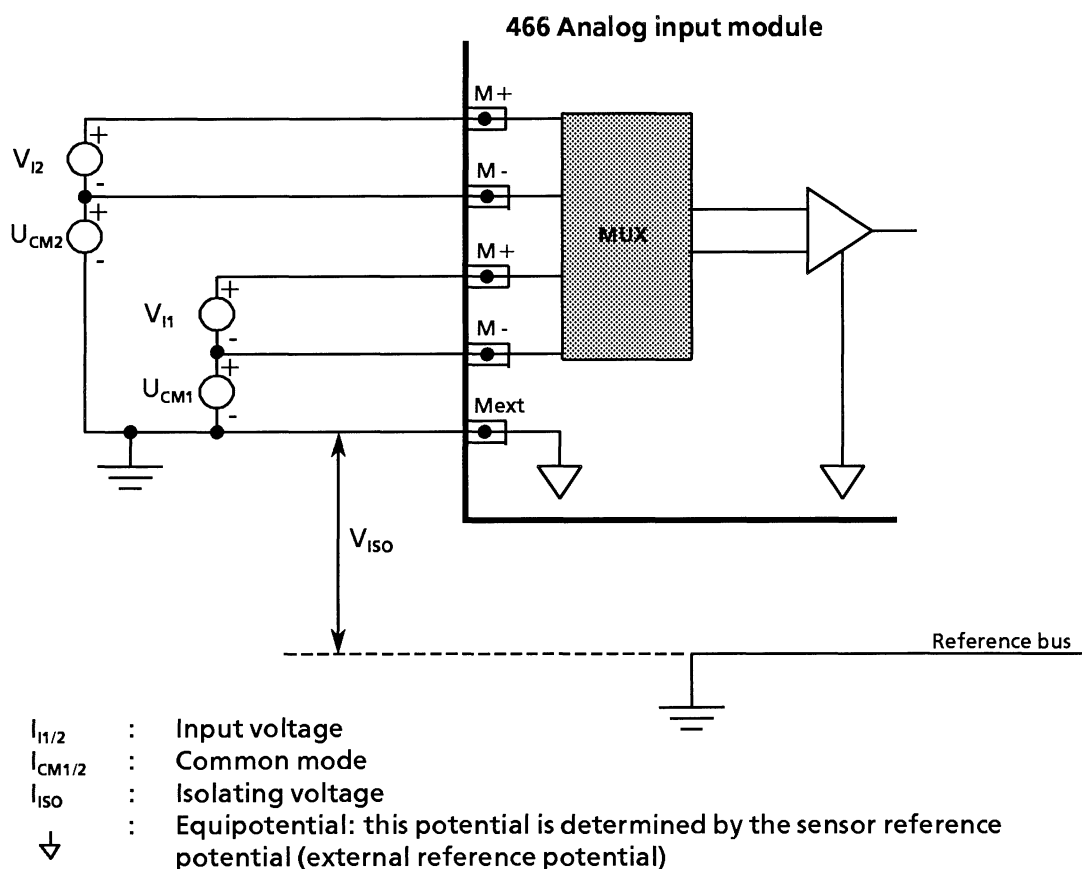 466 Analog input module
M+
+
V_I2
-
M -
+
U_CM2
-
MUX
M+
+
V_I1
-
M -
+
U_CM1
-
Mext
V_ISO
Reference bus
I_I1/2 : Input voltage
I_CM1/2 : Common mode
I_ISO : Isolating voltage
: Equipotential: this potential is determined by the sensor reference
potential (external reference potential)